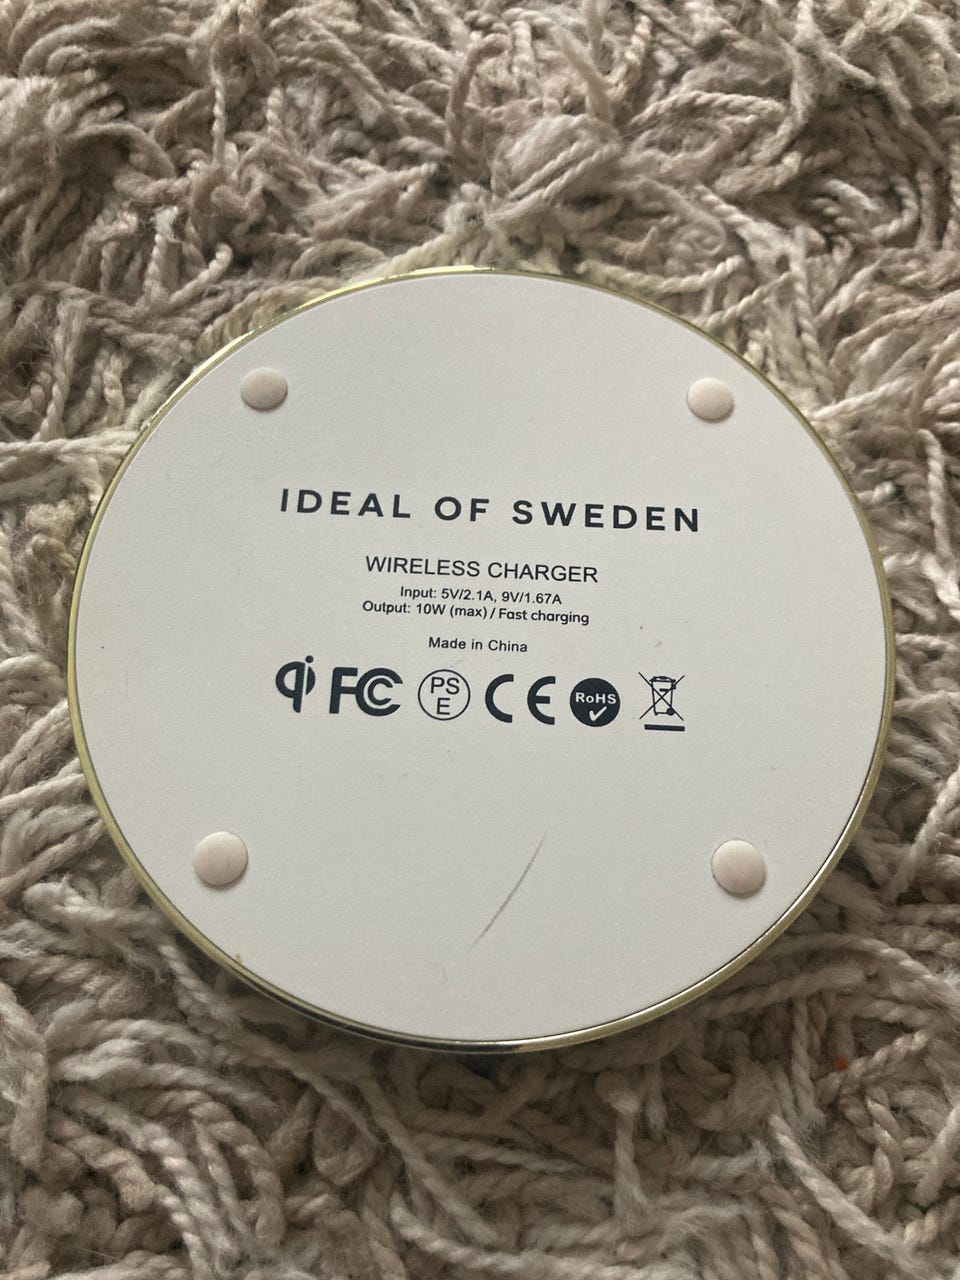 IDEAL OF SWEDEN
WIRELESS CHARGER
Input: 5V/2.1A, 9V/1.67A
Output: 10W (max) / Fast charging
Made in China
qi FC PS E CE RoHS